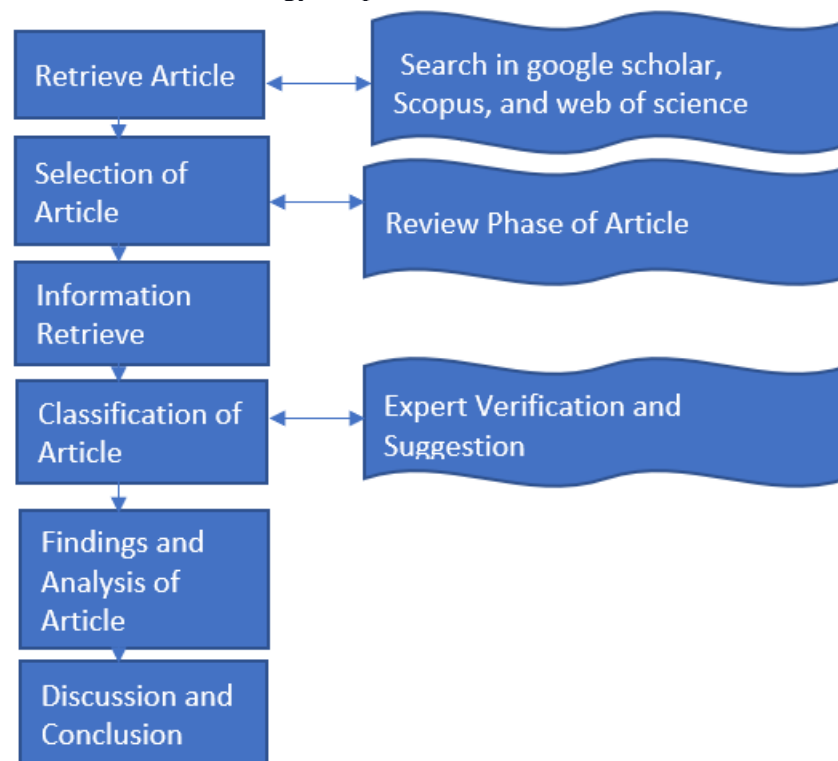 Retrieve Article
Search in google scholar,
Scopus, and web of science
Selection of
Article
Review Phase of Article
Information
Retrieve
Classification of
Article
Expert Verification and
Suggestion
Findings and
Analysis of
Article
Discussion and
Conclusion